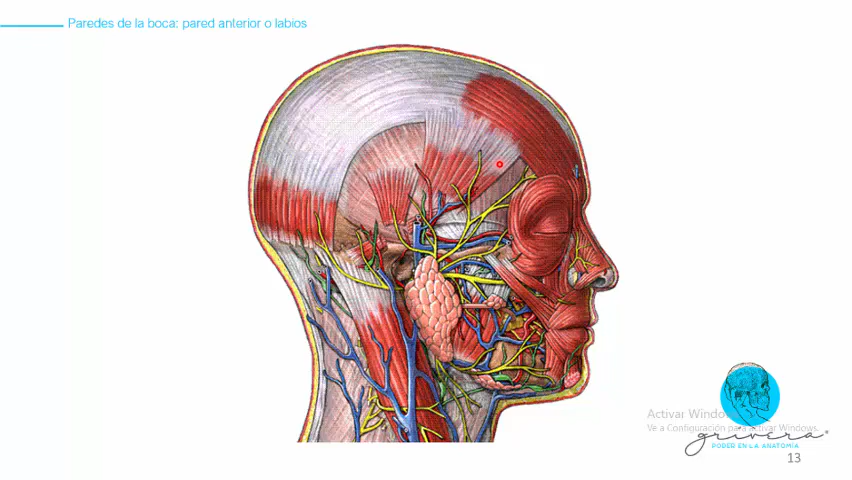 Paredes de la boca: pared anterior o labios
Activar Windo
Ve a Configuración para activar Windows.
grivera
PODER EN LA ANATOMÍA
13